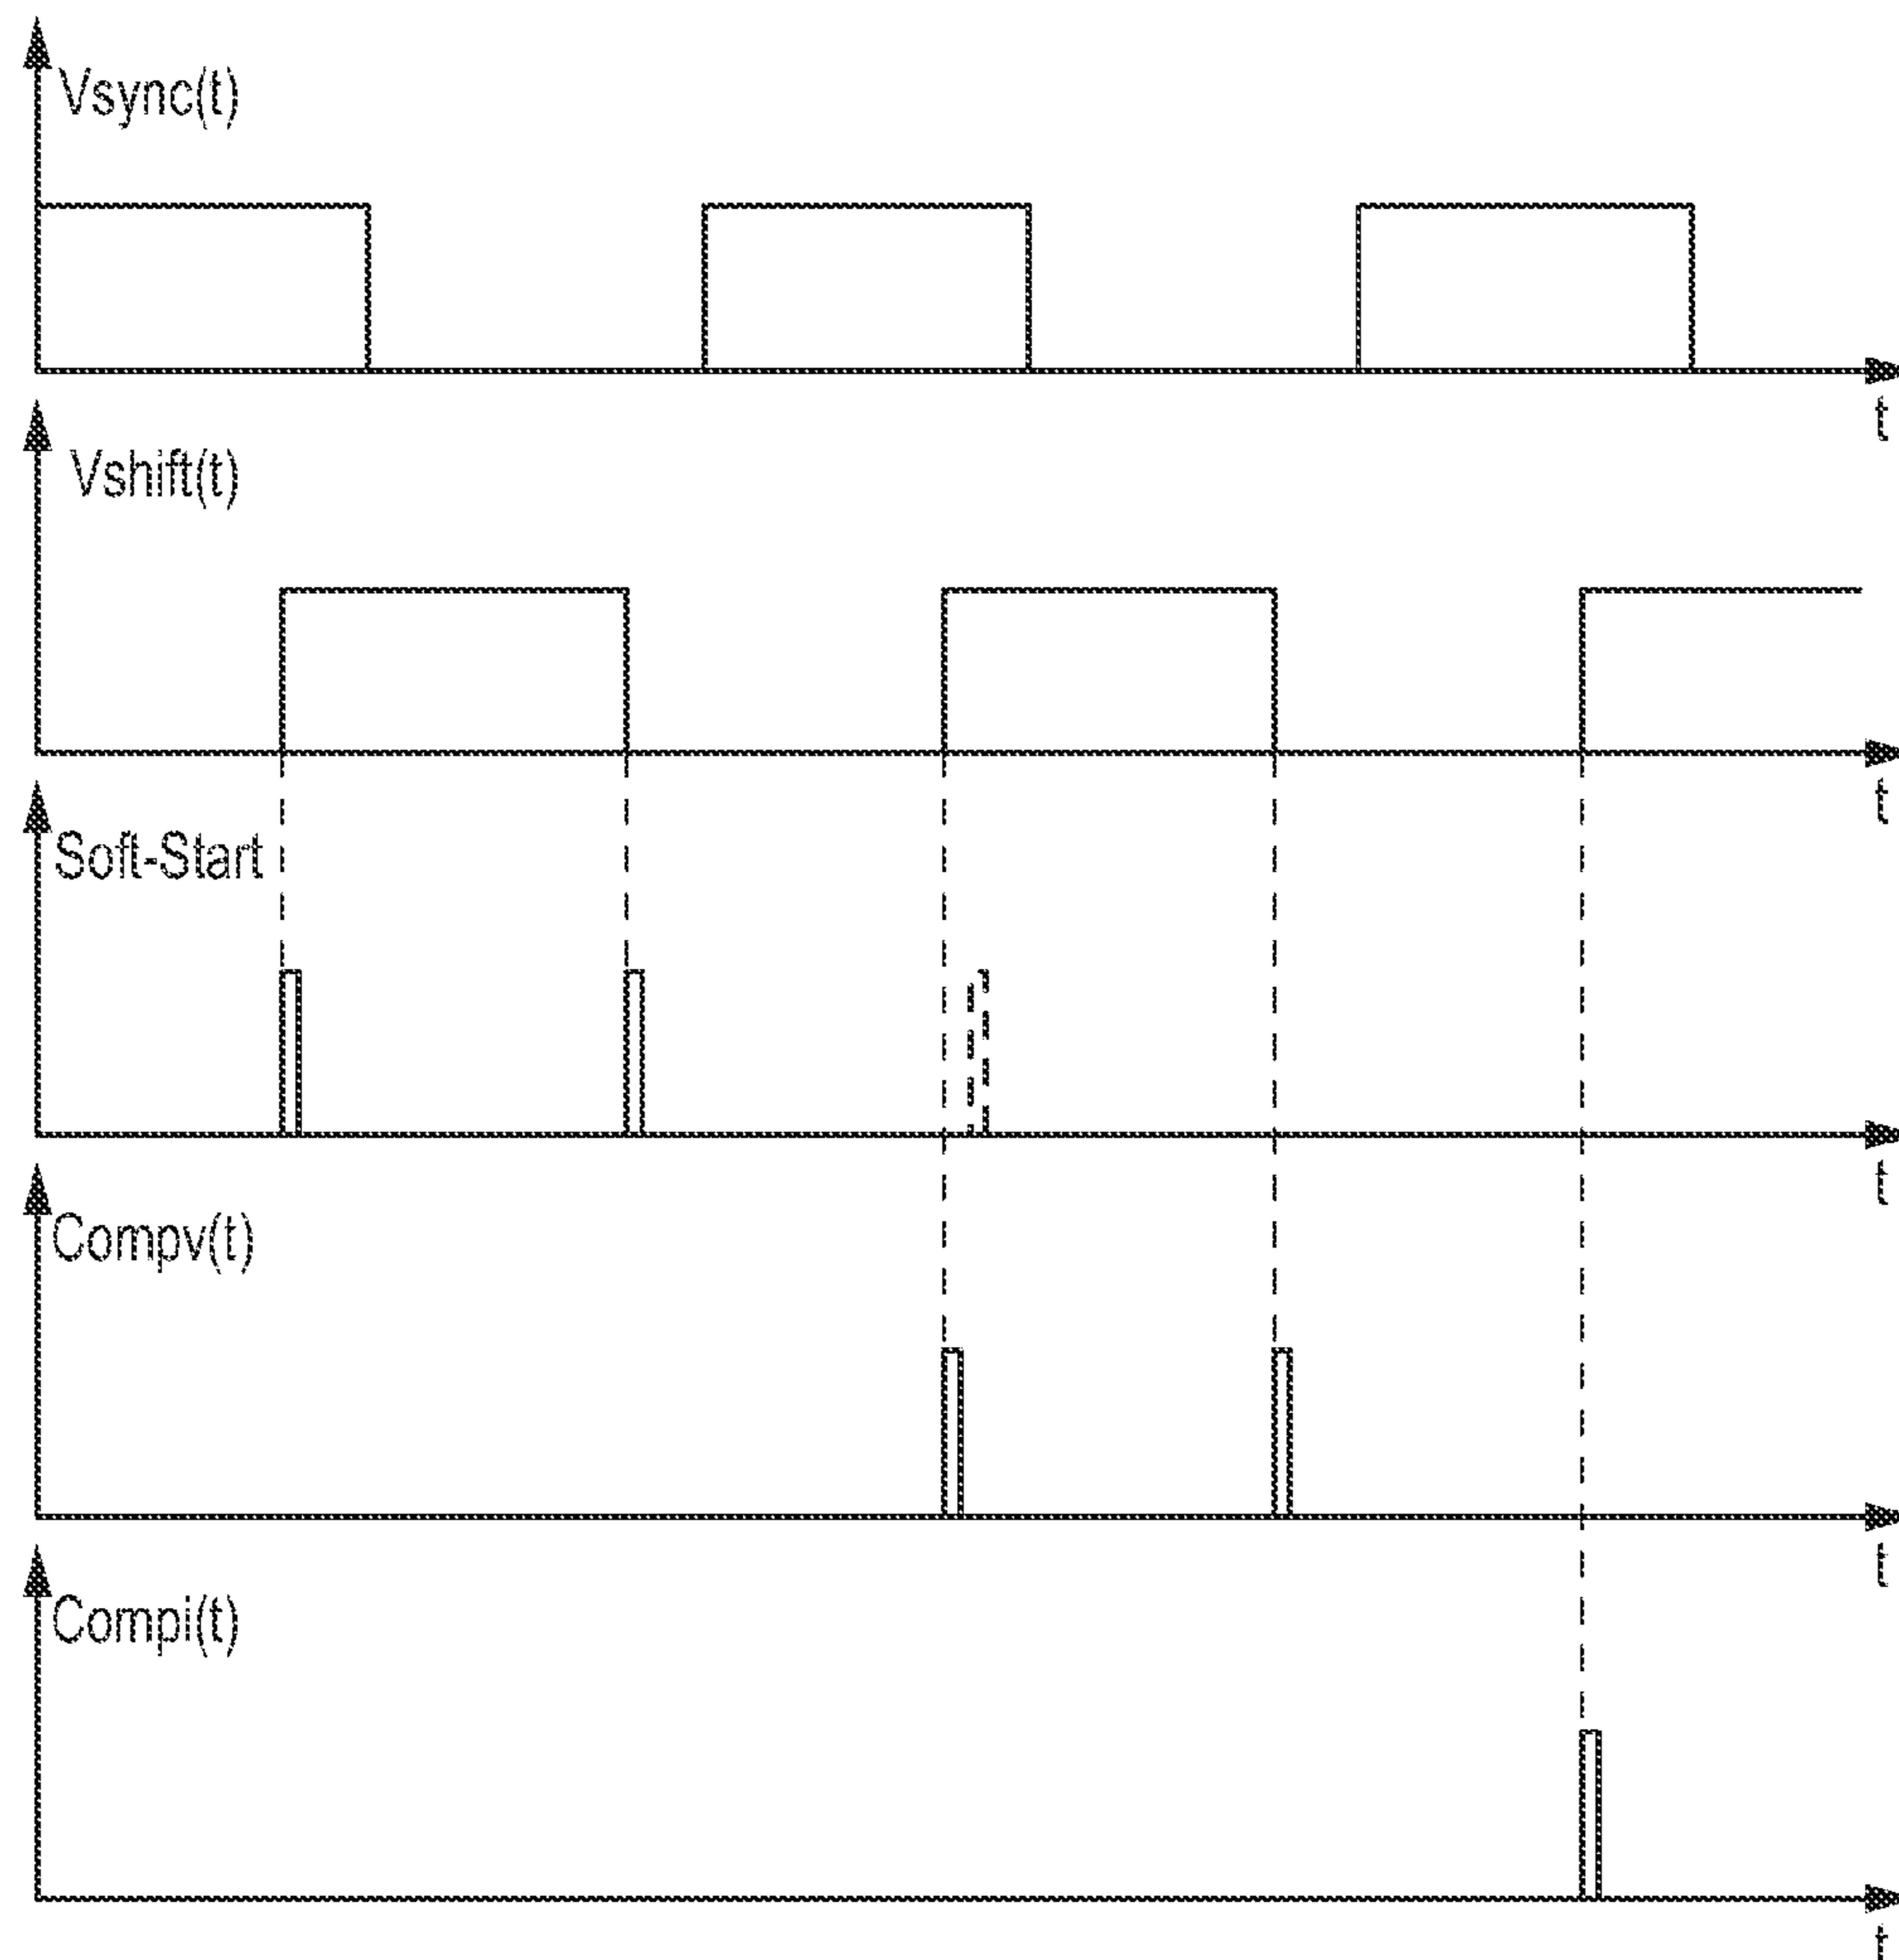 Vsync(t)
t
Vshift(t)
t
Soft-Start
t
Compv(t)
t
Compi(t)
t